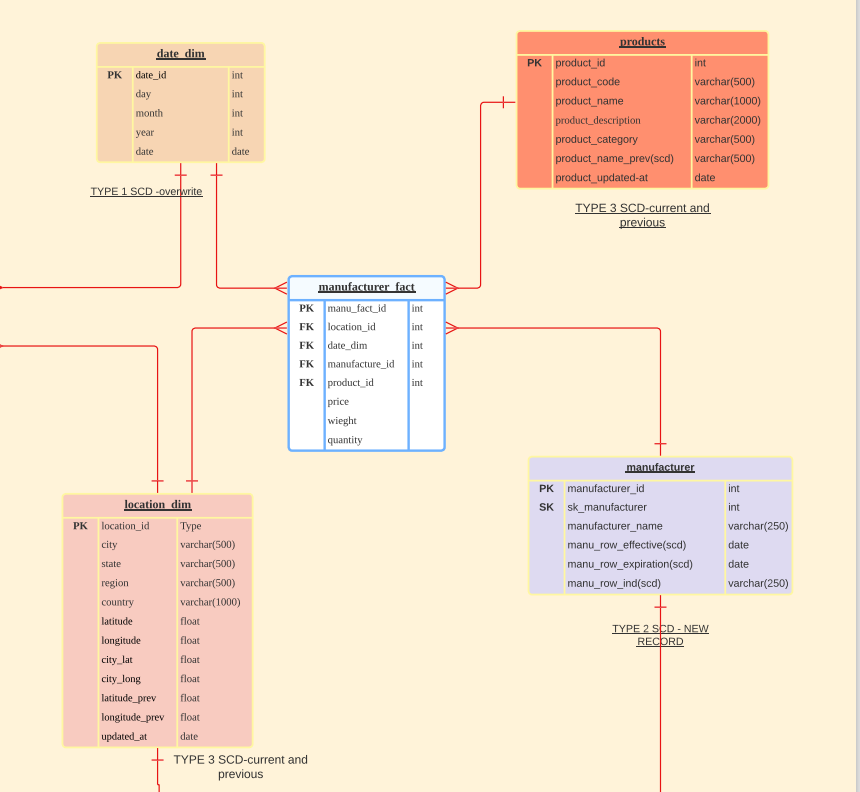 date_dim
PK date_id int
day int
month int
year int
date date
TYPE 1 SCD -overwrite
products
PK product_id int
product_code varchar(500)
product_name varchar(1000)
product_description varchar(2000)
product_category varchar(500)
product_name_prev(scd) varchar(500)
product_updated-at date
TYPE 3 SCD-current and
previous
manufacturer_fact
PK manu_fact_id int
FK location_id int
FK date_dim int
FK manufacture_id int
FK product_id int
price
wieght
quantity
manufacturer
PK manufacturer_id int
SK sk_manufacturer int
manufacturer_name varchar(250)
manu_row_effective(scd) date
manu_row_expiration(scd) date
manu_row_ind(scd) varchar(250)
TYPE 2 SCD - NEW
RECORD
location_dim
PK location_id Type
city varchar(500)
state varchar(500)
region varchar(500)
country varchar(1000)
latitude float
longitude float
city_lat float
city_long float
latitude_prev float
longitude_prev float
updated_at date
TYPE 3 SCD-current and
previous